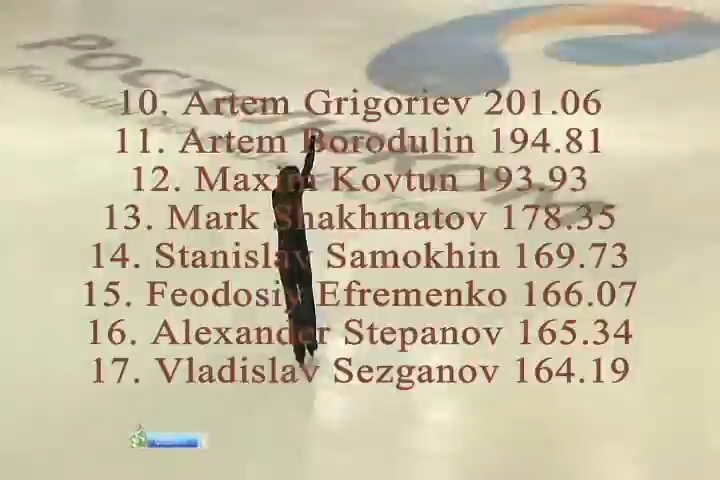 РОСТЕЛЕКОМ
10. Artem Grigoriev 201.06
11. Artem Borodulin 194.81
12. Maxim Kovtun 193.93
13. Mark Shakhmatov 178.35
14. Stanislav Samokhin 169.73
15. Feodosiy Efremenko 166.07
16. Alexander Stepanov 165.34
17. Vladislav Sezganov 164.19